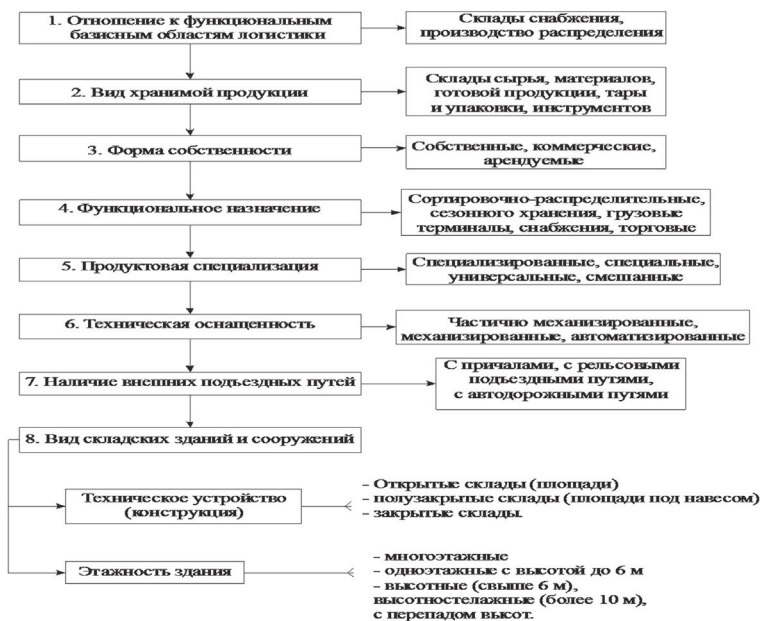 1. Отношение к функциональным
базисным областям логистики
Склады снабжения,
производство распределения
2. Вид хранимой продукции
Склады сырья, материалов,
готовой продукции, тары
и упаковки, инструментов
3. Форма собственности
Собственные, коммерческие,
арендуемые
4. Функциональное назначение
Сортировочно-распределительные,
сезонного хранения, грузовые
терминалы, снабжения, торговые
5. Продуктовая специализация
Специализированные, специальные,
универсальные, смешанные
6. Техническая оснащенность
Частично механизированные,
механизированные, автоматизированные
7. Наличие внешних подъездных путей
С причалами, с рельсовыми
подъездными путями,
с автодорожными путями
8. Вид складских зданий и сооружений
Техническое устройство
(конструкция)
- Открытые склады (площади)
- полузакрытые склады (площади под навесом)
- закрытые склады.
Этажность здания
- многоэтажные
- одноэтажные с высотой до 6 м
- высотные (свыше 6 м),
высотностелажные (более 10 м),
с перепадом высот.